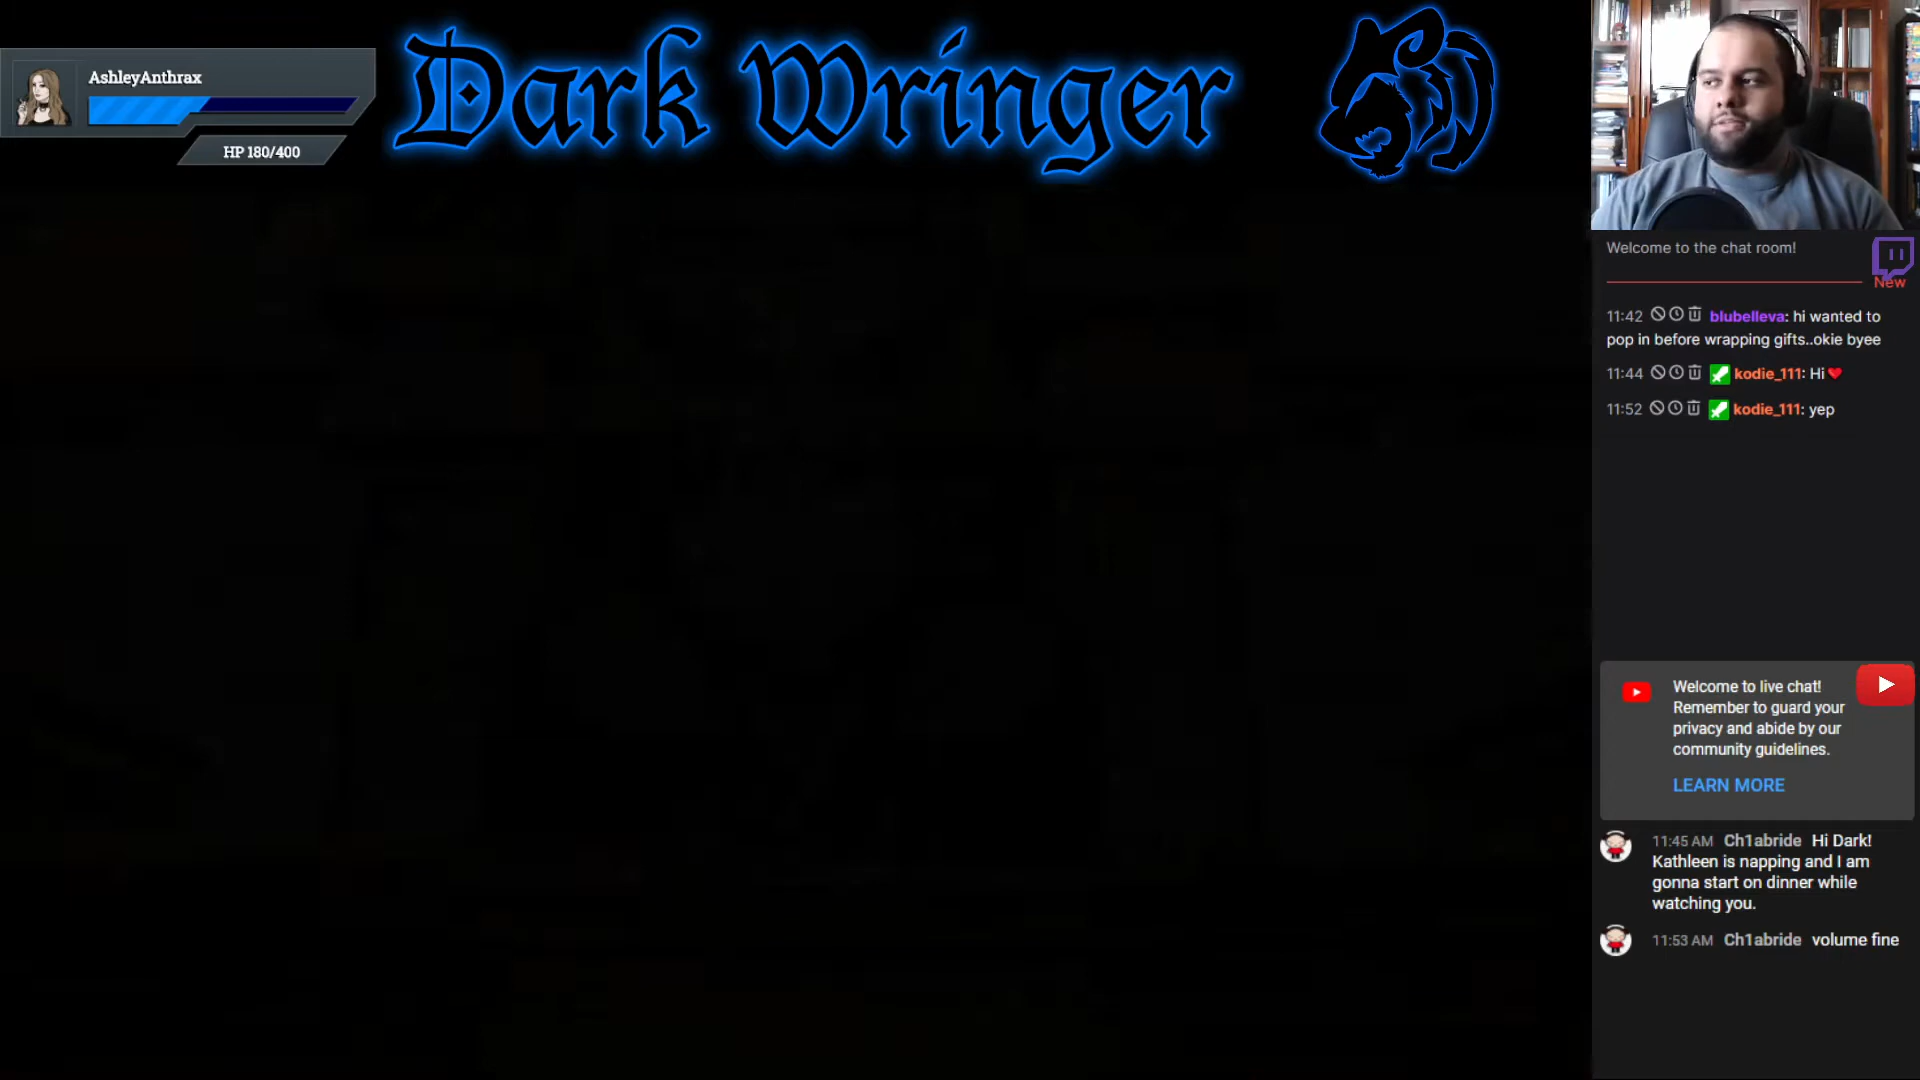 AshleyAnthrax
HP 180/400
Dark Wringer
Welcome to the chat room!
New
11:42 blubelleva: hi wanted to
pop in before wrapping gifts..okie byee
11:44 kodie_111: Hi❤
11:52 kodie_111: yep
Welcome to live chat!
Remember to guard your
privacy and abide by our
community guidelines.
LEARN MORE
11:45 AM Ch1abride Hi Dark!
Kathleen is napping and I am
gonna start on dinner while
watching you.
11:53 AM Ch1abride volume fine